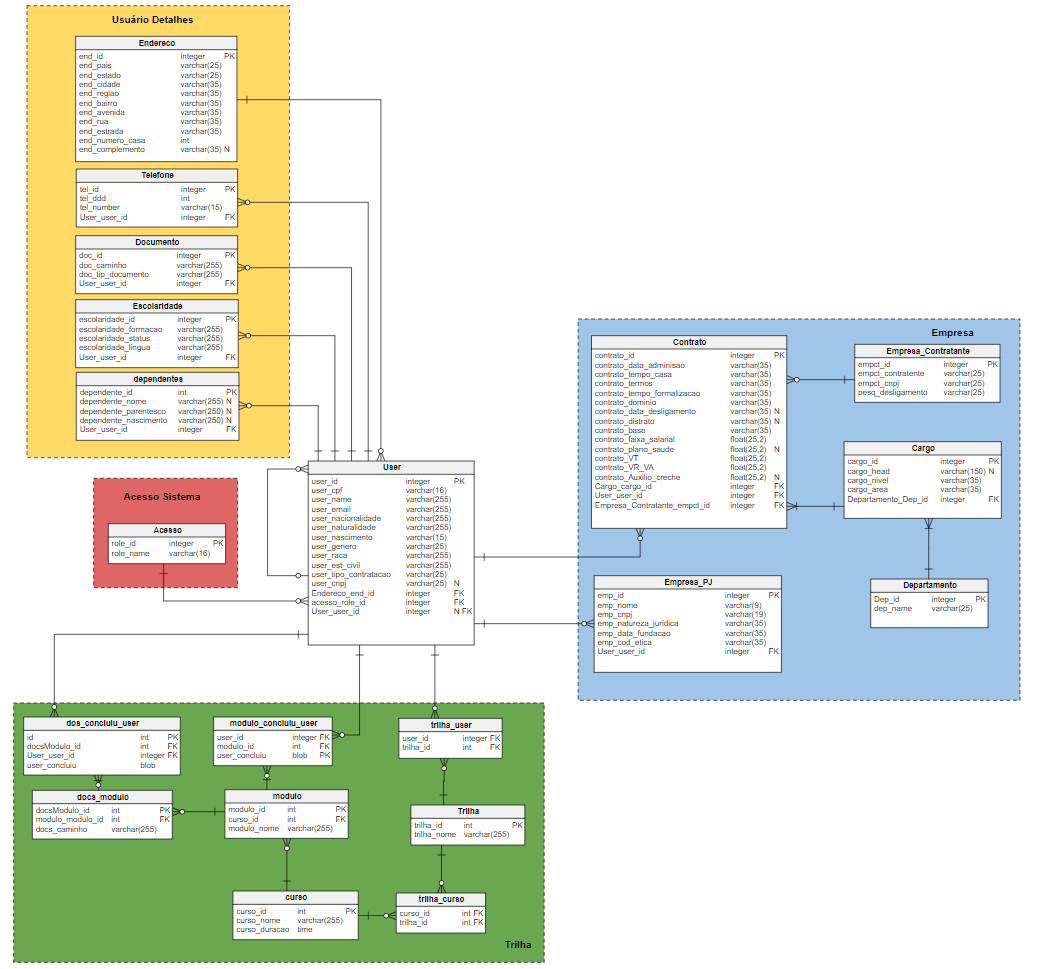 Usuário Detalhes
Endereco
end_id integer PK
end_pais varchar(25)
end_estado varchar(25)
end_cidade varchar(35)
end_regiao varchar(35)
end_bairro varchar(35)
end_avenida varchar(35)
end_rua varchar(35)
end_estrada varchar(35)
end_numero_casa int
end_complemento varchar(35) N
Telefone
tel_id integer PK
tel_ddd int
tel_number varchar(15)
User_user_id integer FK
Documento
doc_id integer PK
doc_caminho varchar(255)
doc_tip_documento varchar(255)
User_user_id integer FK
Escolaridade
escolaridade_id integer PK
escolaridade_formacao varchar(255)
escolaridade_status varchar(255)
escolaridade_lingua varchar(255)
User_user_id integer FK
dependentes
dependente_id int PK
dependente_nome varchar(255) N
dependente_parentesco varchar(250) N
dependente_nascimento varchar(250) N
User_user_id integer FK
Acesso Sistema
Acesso
role_id integer PK
role_name varchar(16)
User
user_id integer PK
user_cpf varchar(16)
user_name varchar(255)
user_email varchar(255)
user_nacionalidade varchar(255)
user_naturalidade varchar(255)
user_nascimento varchar(15)
user_genero varchar(25)
user_raca varchar(255)
user_est_civil varchar(255)
user_tipo_contratacao varchar(25)
user_cnpj varchar(25) N
Endereco_end_id integer FK
acesso_role_id integer FK
User_user_id integer N FK
Empresa
Contrato
contrato_id integer PK
contrato_data_adminisao varchar(35)
contrato_tempo_casa varchar(35)
contrato_termos varchar(35)
contrato_tempo_formalizacao varchar(35)
contrato_dominio varchar(35)
contrato_data_desligamento varchar(35) N
contrato_distrato varchar(35) N
contrato_base varchar(35)
contrato_faixa_salarial float(25,2)
contrato_plano_saude float(25,2) N
contrato_VT float(25,2)
contrato_VR_VA float(25,2)
contrato_Auxilio_creche float(25,2) N
Cargo_cargo_id integer FK
User_user_id integer FK
Empresa_Contratante_empct_id integer FK
Empresa_Contratante
empct_id integer PK
empct_contratente varchar(25)
empct_cnpj varchar(25)
pesq_desligamento varchar(25)
Cargo
cargo_id integer PK
cargo_head varchar(150) N
cargo_nivel varchar(35)
cargo_area varchar(35)
Departamento_Dep_id integer FK
Departamento
Dep_id integer PK
dep_name varchar(25)
Empresa_PJ
emp_id integer PK
emp_nome varchar(9)
emp_cnpj varchar(19)
emp_natureza_juridica varchar(35)
emp_data_fundacao varchar(35)
emp_cod_etica varchar(35)
User_user_id integer FK
dos_concluiu_user
id int PK
docsModulo_id int FK
User_user_id integer FK
user_concluiu blob
modulo_concluiu_user
user_id integer FK
modulo_id int FK
user_concluiu blob PK
trilha_user
user_id integer FK
trilha_id int FK
docs_modulo
docsModulo_id int PK
modulo_modulo_id int FK
docs_caminho varchar(255)
modulo
modulo_id int PK
curso_id int FK
modulo_nome varchar(255)
Trilha
trilha_id int PK
trilha_nome varchar(255)
curso
curso_id int PK
curso_nome varchar(255)
curso_duracao time
trilha_curso
curso_id int FK
trilha_id int FK
Trilha